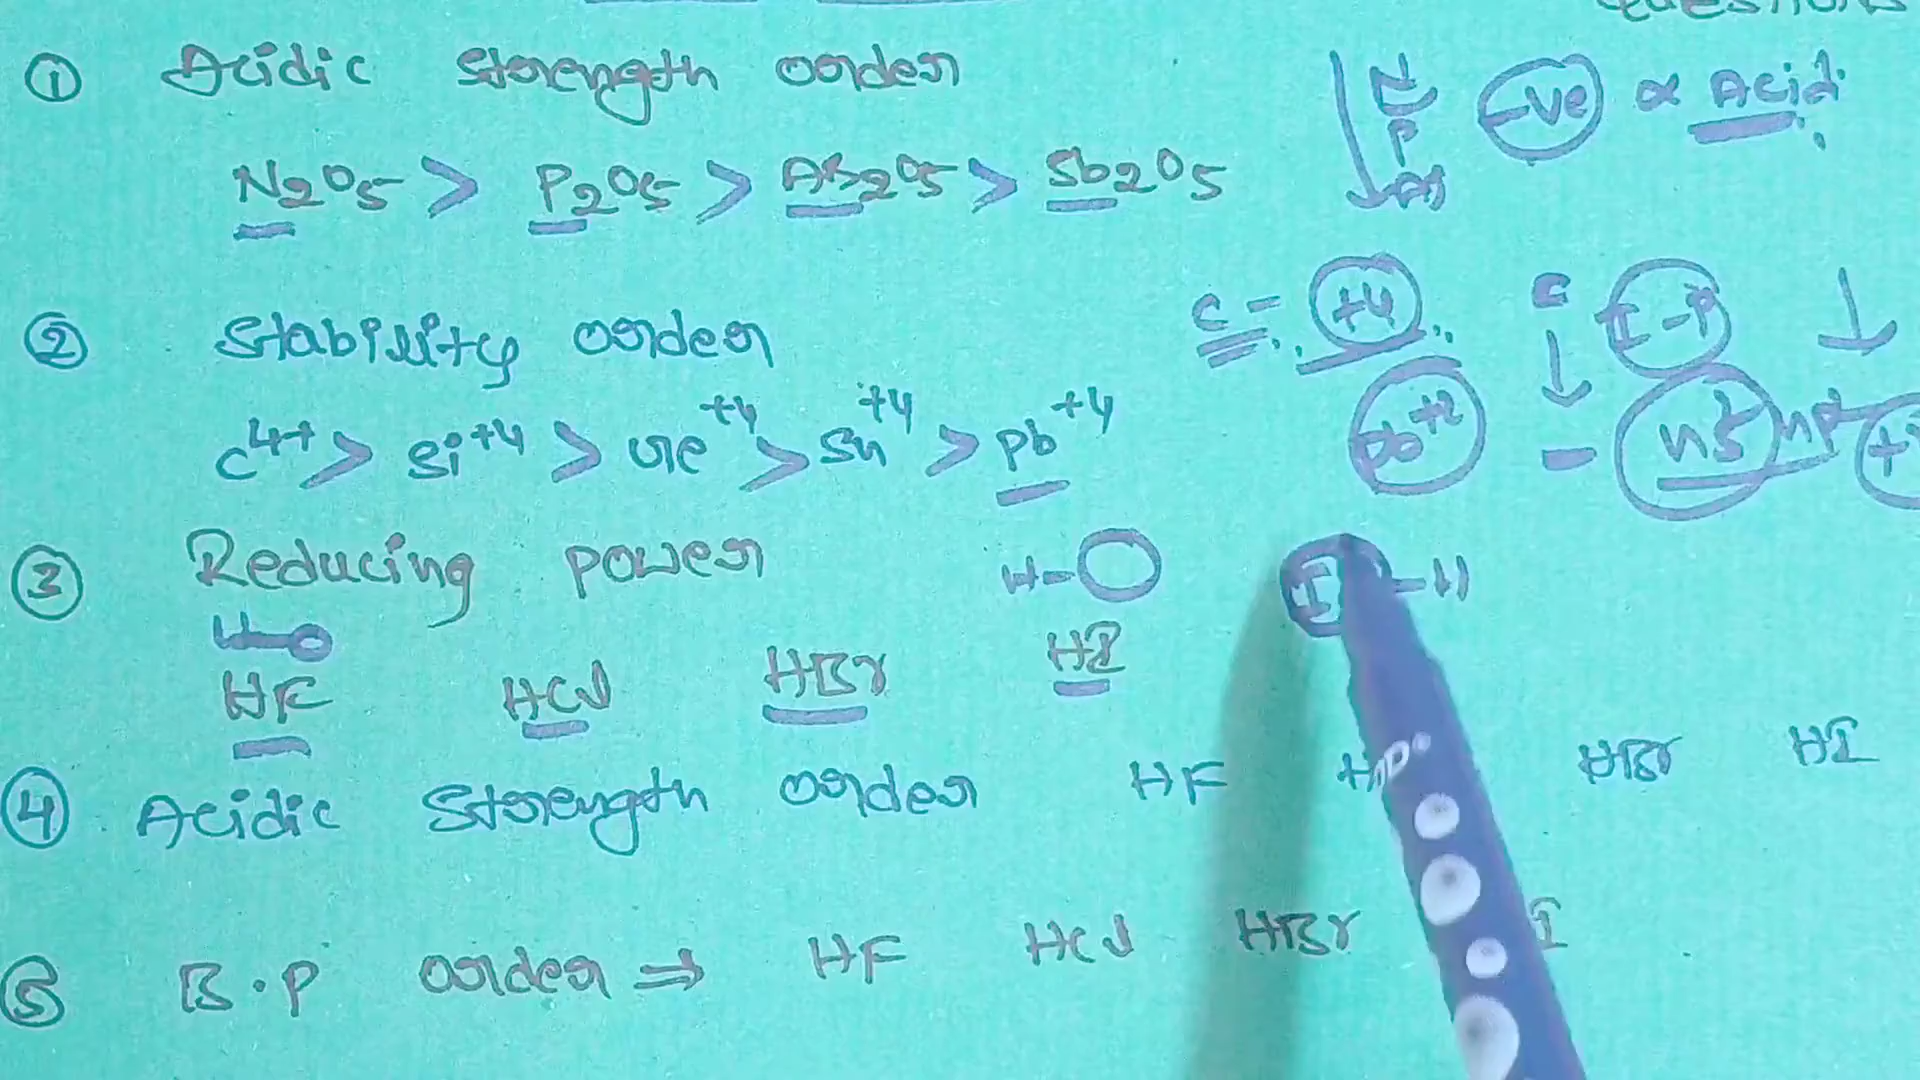 ① Acidic strength order
N2O5 > P2O5 > As2O5 > Sb2O5
N
P
As
-ve ∝ Acid
② Stability order
C4+ > Si+4 > Ge+4 > Sn+4 > Pb+4
C - +4
Pb+2
I-P
ns2 np2
③ Reducing power
H-
I - H
HF HCl HBr HI
④ Acidic strength order HF H HBr HI
⑤ B.P order ⇒ HF HCl HBr I